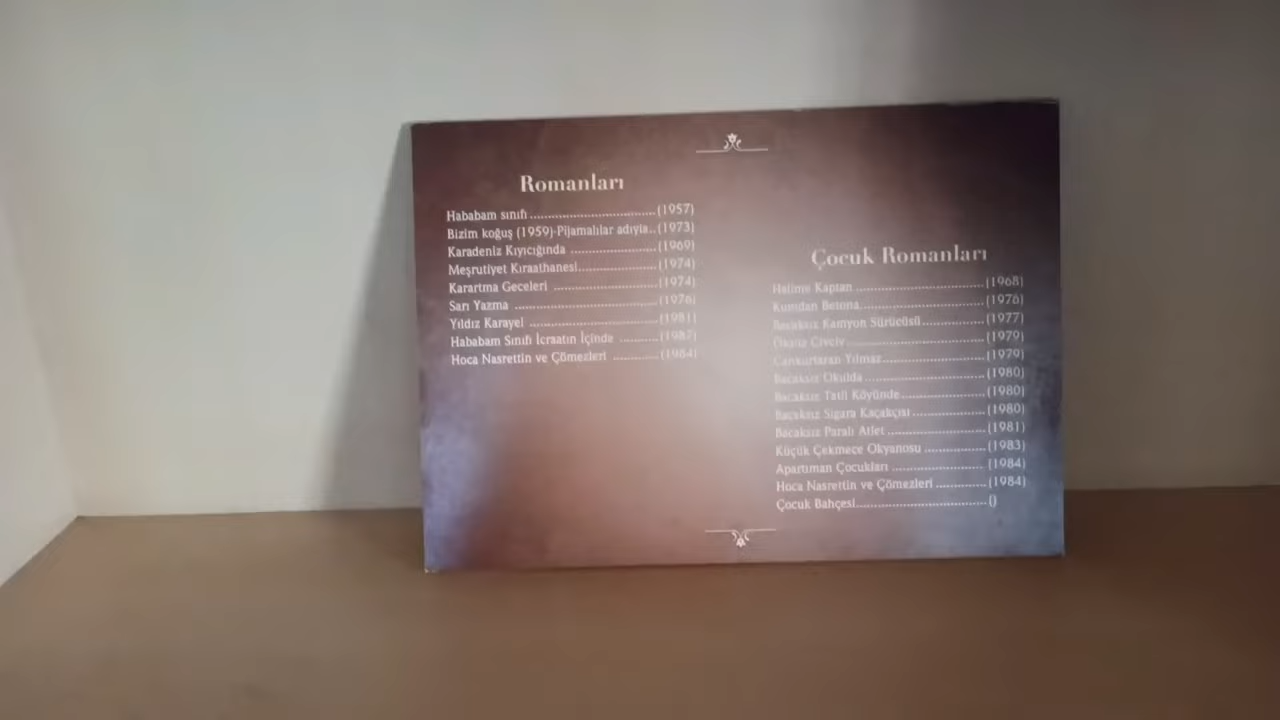 Romanları
Hababam sınıfı ................................ (1957)
Bizim koğuş (1959)-Pijamalılar adıyla.. (1973)
Karadeniz Kıyıcığında ...................... (1969)
Meşrutiyet Kıraathanesi.................... (1974)
Karartma Geceleri ........................... (1974)
Sarı Yazma ..................................... (1976)
Yıldız Karayel ................................. (1981)
Hababam Sınıfı İcraatın İçinde .......... (1987)
Hoca Nasrettin ve Çömezleri ............ (1984)
Çocuk Romanları
Halime Kaptan ................................. (1968)
Kumdan Betona................................ (1976)
Bacaksız Kamyon Sürücüsü................ (1977)
Öksüz Civciv.................................... (1979)
Cankurtaran Yılmaz........................... (1979)
Bacaksız Okulda ............................... (1980)
Bacaksız Tatil Köyünde...................... (1980)
Bacaksız Sigara Kaçakçısı ................... (1980)
Bacaksız Paralı Atlet ......................... (1981)
Küçük Çekmece Okyanosu ................ (1983)
Apartıman Çocukları ........................ (1984)
Hoca Nasrettin ve Çömezleri ............. (1984)
Çocuk Bahçesi.................................. ()